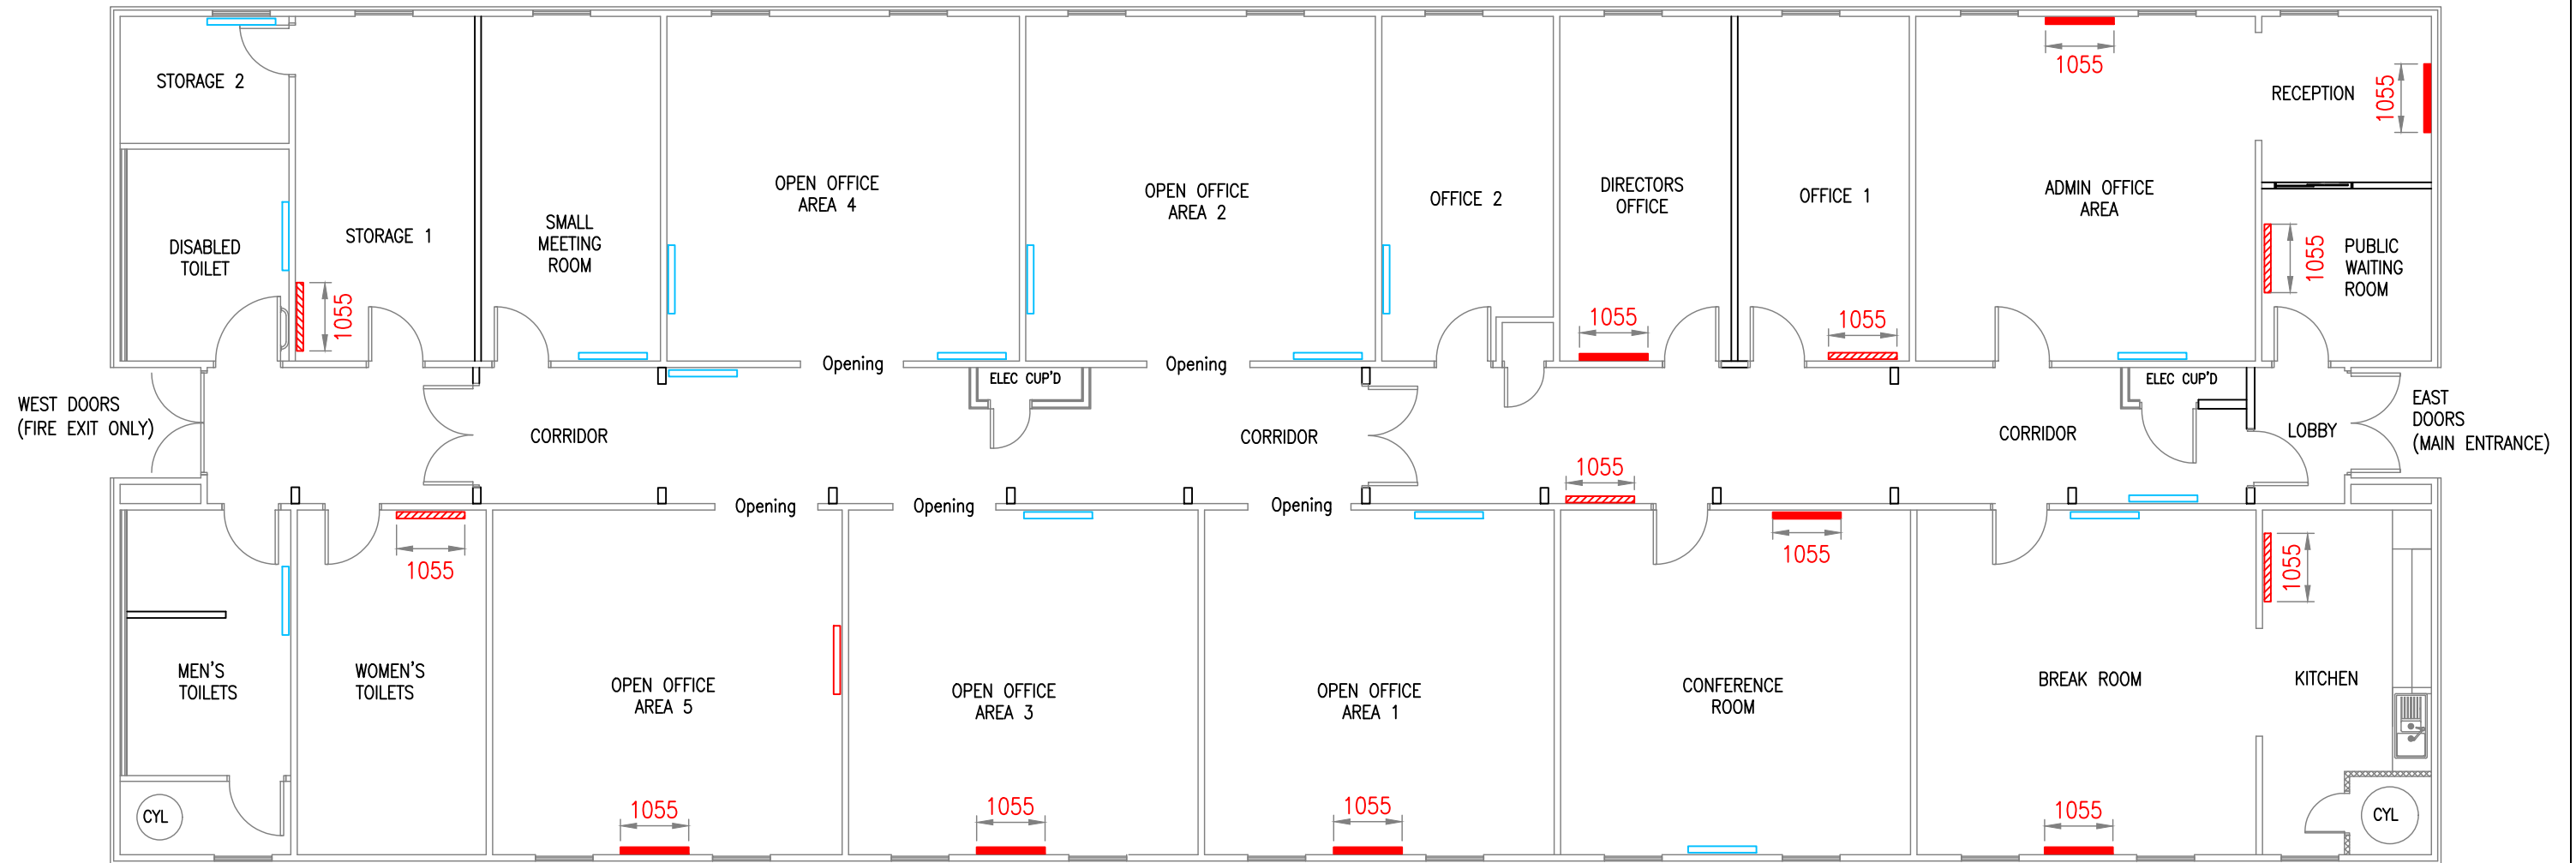 1055
STORAGE 2
RECEPTION
1055
OPEN OFFICE
AREA 4
OPEN OFFICE
AREA 2
OFFICE 2
DIRECTORS
OFFICE
OFFICE 1
ADMIN OFFICE
AREA
SMALL
MEETING
ROOM
STORAGE 1
DISABLED
TOILET
PUBLIC
WAITING
ROOM
1055
1055
1055
1055
Opening
Opening
ELEC CUP'D
ELEC CUP'D
WEST DOORS
(FIRE EXIT ONLY)
CORRIDOR
CORRIDOR
CORRIDOR
LOBBY
EAST
DOORS
(MAIN ENTRANCE)
1055
Opening
Opening
Opening
1055
1055
1055
MEN'S
TOILETS
WOMEN'S
TOILETS
OPEN OFFICE
AREA 5
OPEN OFFICE
AREA 3
OPEN OFFICE
AREA 1
CONFERENCE
ROOM
BREAK ROOM
KITCHEN
1055
1055
1055
1055
CYL
CYL